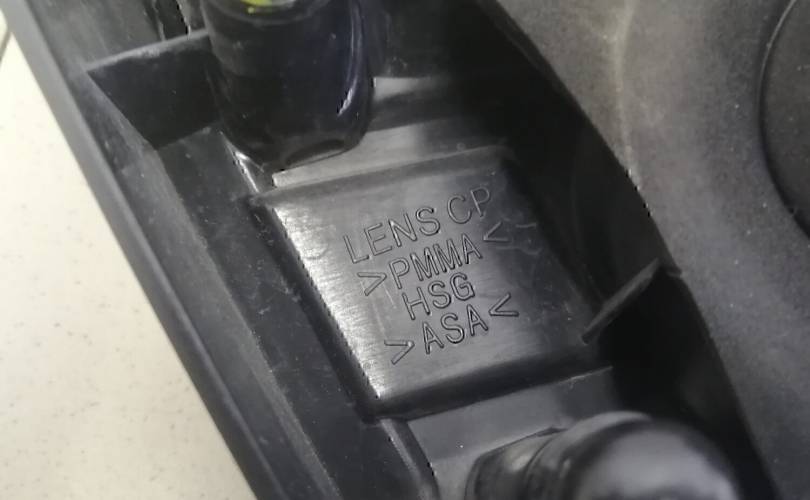 LENS CP
>PMMA<
HSG
>ASA<